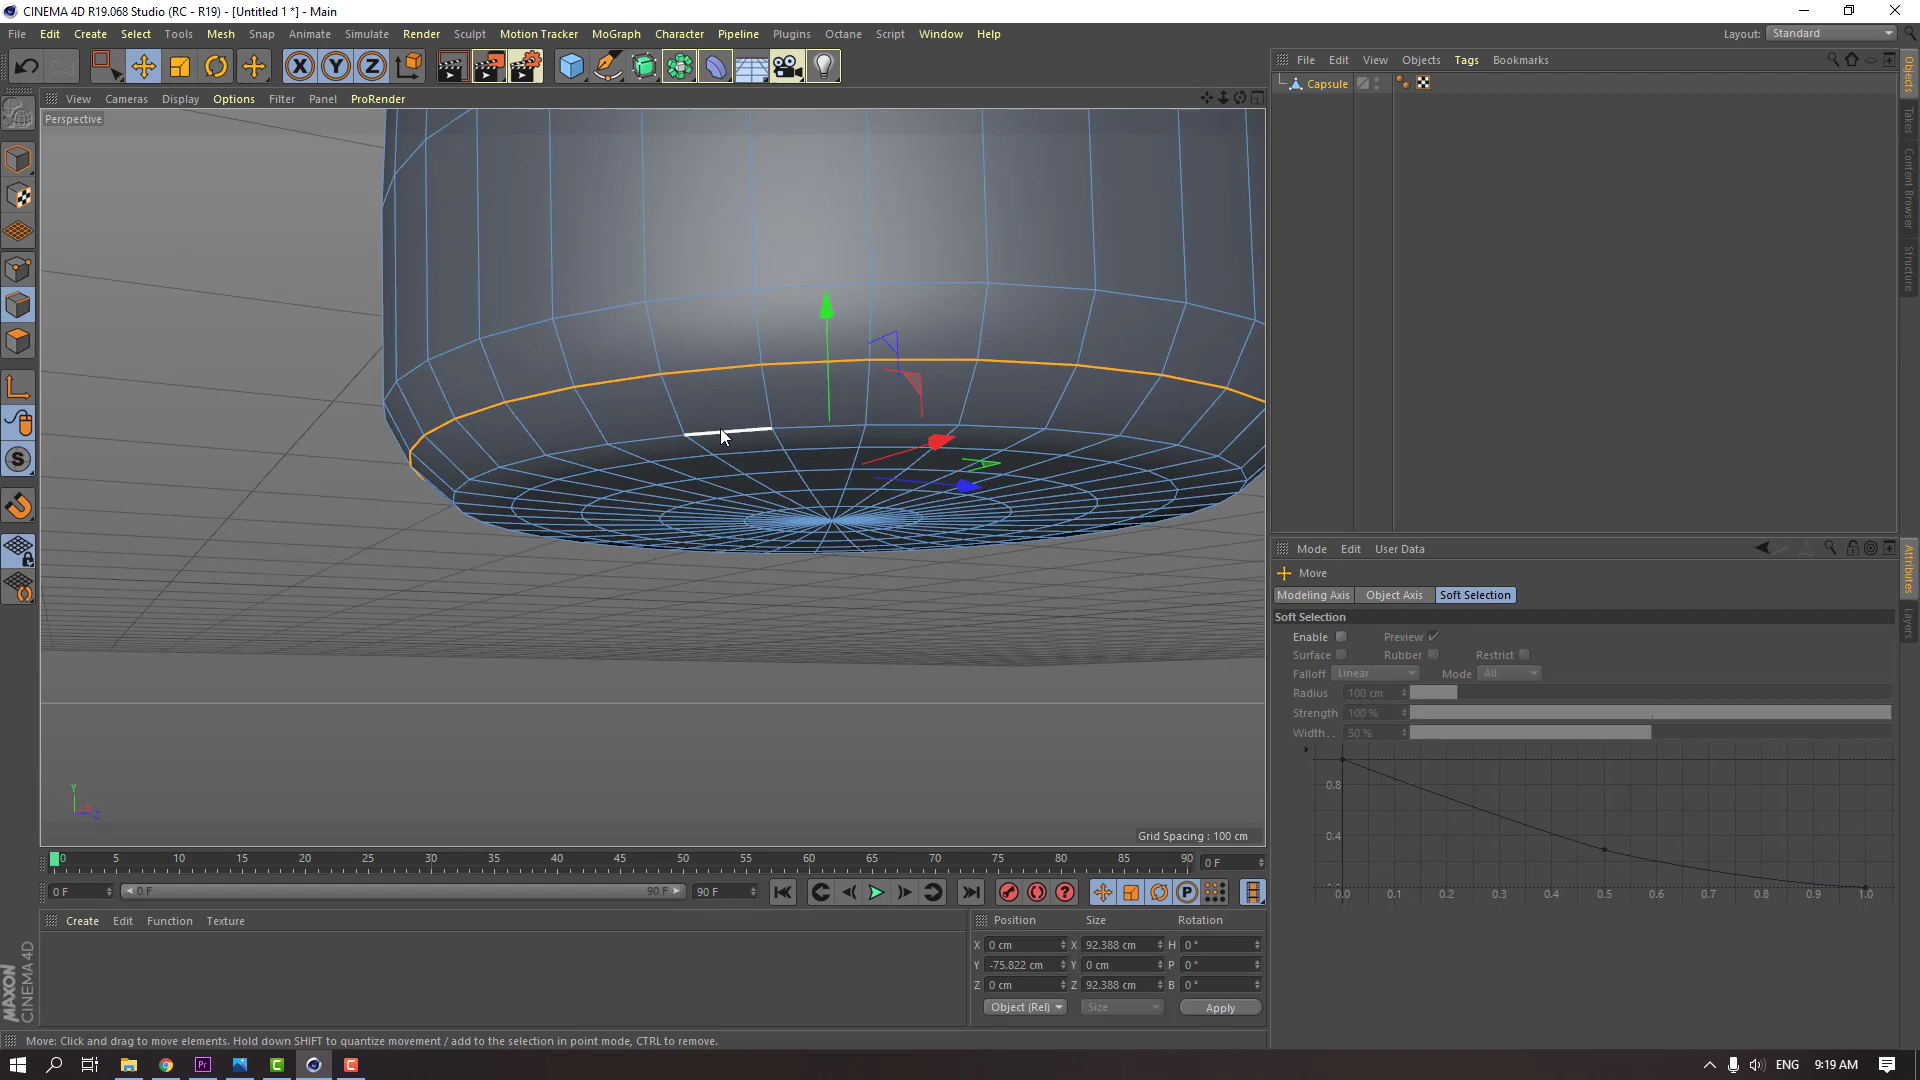 CINEMA 4D R19.068 Studio (RC - R19) - [Untitled 1 *] - Main
File Edit Create Select Tools Mesh Snap Animate Simulate Render Sculpt Motion Tracker MoGraph Character Pipeline Plugins Octane Script Window Help Layout: Standard
File Edit View Objects Tags Bookmarks
View Cameras Display Options Filter Panel ProRender
Perspective
Capsule
Objects
Takes
Content Browser
Structure
Mode Edit User Data
Move
Modeling Axis Object Axis Soft Selection
Soft Selection
Enable Preview
Surface Rubber Restrict
Falloff Linear Mode All
Radius 100 cm
Strength 100 %
Width.. 50 %
0.8
0.4
0.0 0.1 0.2 0.3 0.4 0.5 0.6 0.7 0.8 0.9 1.0
Attributes
Layers
Y
X
Z
Grid Spacing : 100 cm
0 5 10 15 20 25 30 35 40 45 50 55 60 65 70 75 80 85 90 0 F
0 F 0 F 90 F 90 F
Create Edit Function Texture
Position Size Rotation
X 0 cm X 92.388 cm H 0 °
Y -75.822 cm Y 0 cm P 0 °
Z 0 cm Z 92.388 cm B 0 °
Object (Rel) Size Apply
MAXON
CINEMA 4D
Move: Click and drag to move elements. Hold down SHIFT to quantize movement / add to the selection in point mode, CTRL to remove.
ENG 9:19 AM